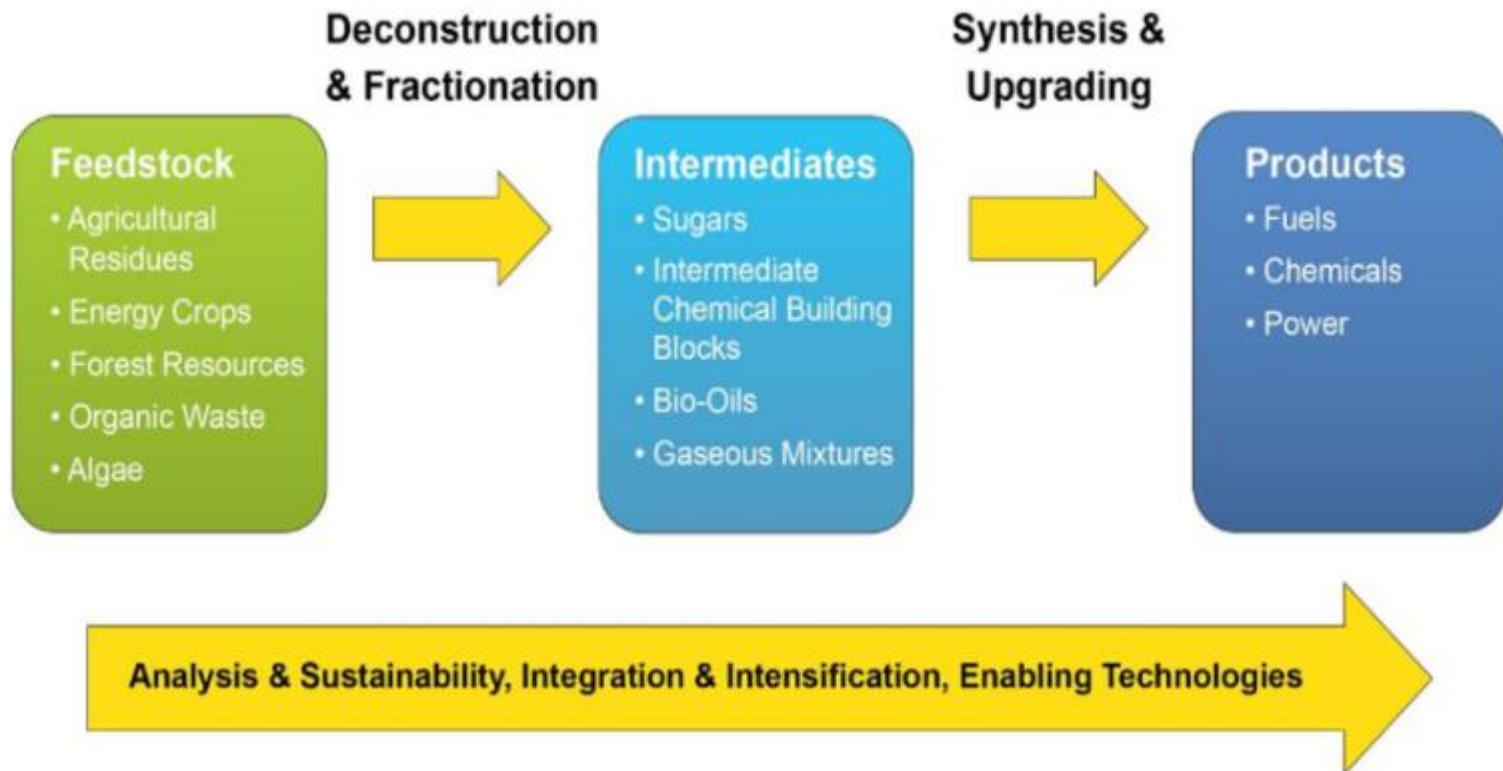 Deconstruction
& Fractionation
Synthesis &
Upgrading
Feedstock
• Agricultural
Residues
• Energy Crops
• Forest Resources
• Organic Waste
• Algae
Intermediates
• Sugars
• Intermediate
Chemical Building
Blocks
• Bio-Oils
• Gaseous Mixtures
Products
• Fuels
• Chemicals
• Power
Analysis & Sustainability, Integration & Intensification, Enabling Technologies